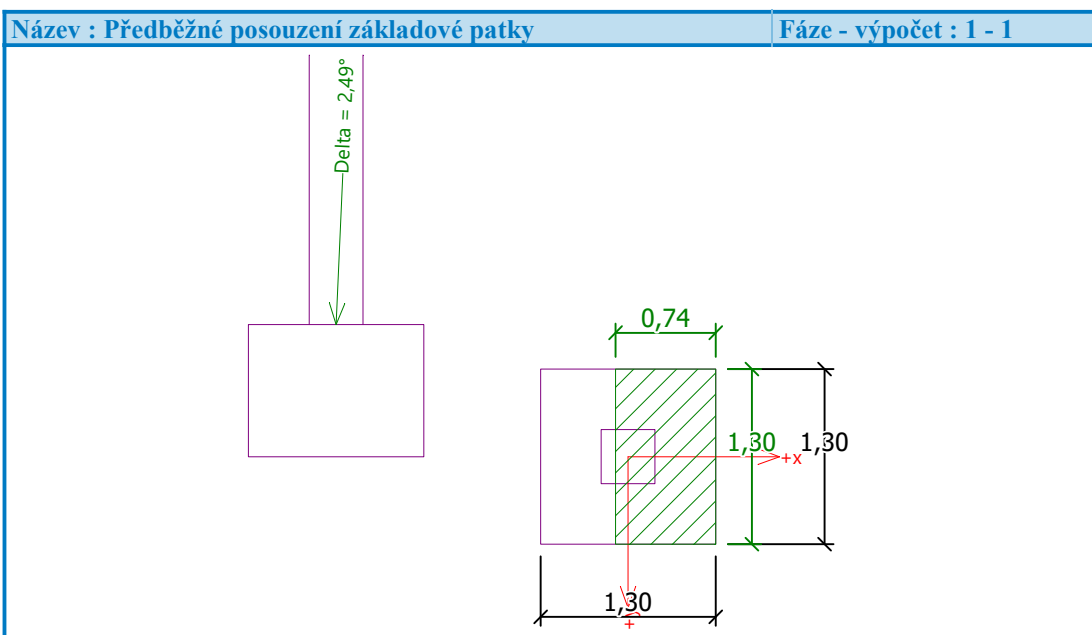 Název : Předběžné posouzení základové patky Fáze - výpočet : 1 - 1
Delta = 2,49°
0,74
1,30 1,30
+x
1,30
+